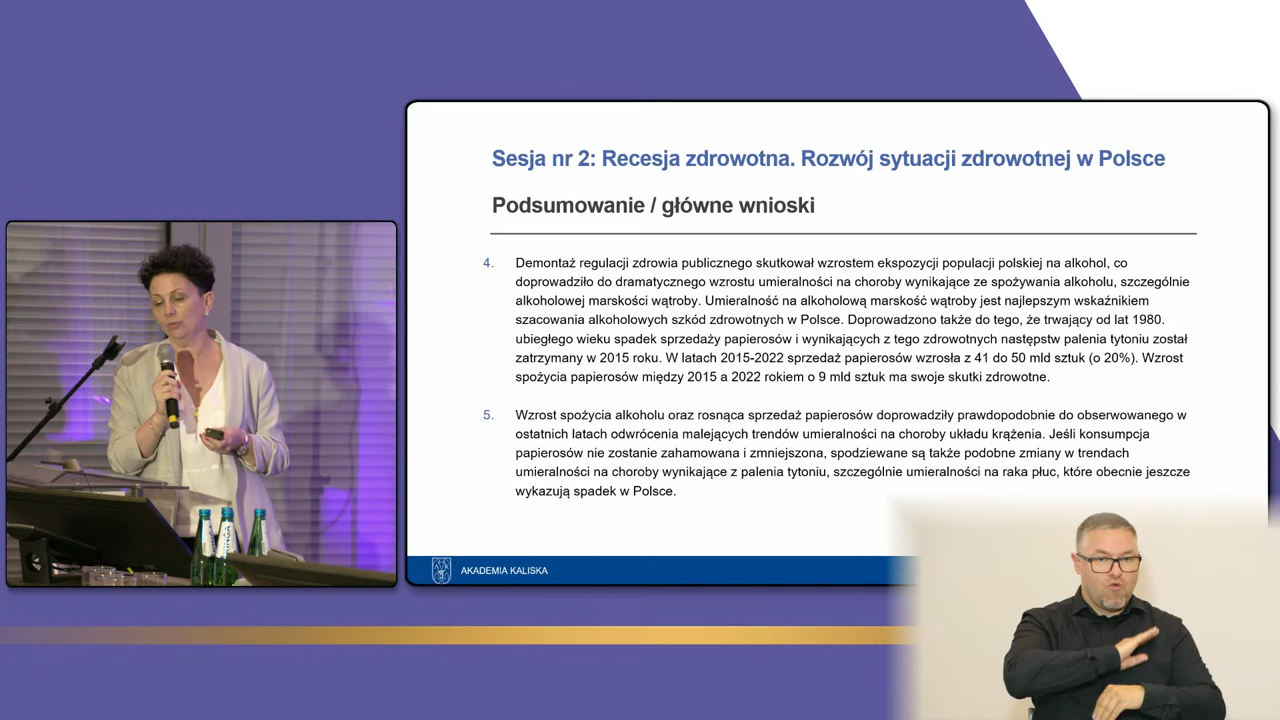 Sesja nr 2: Recesja zdrowotna. Rozwój sytuacji zdrowotnej w Polsce
Podsumowanie / główne wnioski
4. Demontaż regulacji zdrowia publicznego skutkował wzrostem ekspozycji populacji polskiej na alkohol, co
doprowadziło do dramatycznego wzrostu umieralności na choroby wynikające ze spożywania alkoholu, szczególnie
alkoholowej marskości wątroby. Umieralność na alkoholową marskość wątroby jest najlepszym wskaźnikiem
szacowania alkoholowych szkód zdrowotnych w Polsce. Doprowadzono także do tego, że trwający od lat 1980.
ubiegłego wieku spadek sprzedaży papierosów i wynikających z tego zdrowotnych następstw palenia tytoniu został
zatrzymany w 2015 roku. W latach 2015-2022 sprzedaż papierosów wzrosła z 41 do 50 mld sztuk (o 20%). Wzrost
spożycia papierosów między 2015 a 2022 rokiem o 9 mld sztuk ma swoje skutki zdrowotne.
5. Wzrost spożycia alkoholu oraz rosnąca sprzedaż papierosów doprowadziły prawdopodobnie do obserwowanego w
ostatnich latach odwrócenia malejących trendów umieralności na choroby układu krążenia. Jeśli konsumpcja
papierosów nie zostanie zahamowana i zmniejszona, spodziewane są także podobne zmiany w trendach
umieralności na choroby wynikające z palenia tytoniu, szczególnie umieralności na raka płuc, które obecnie jeszcze
wykazują spadek w Polsce.
AKADEMIA KALISKA